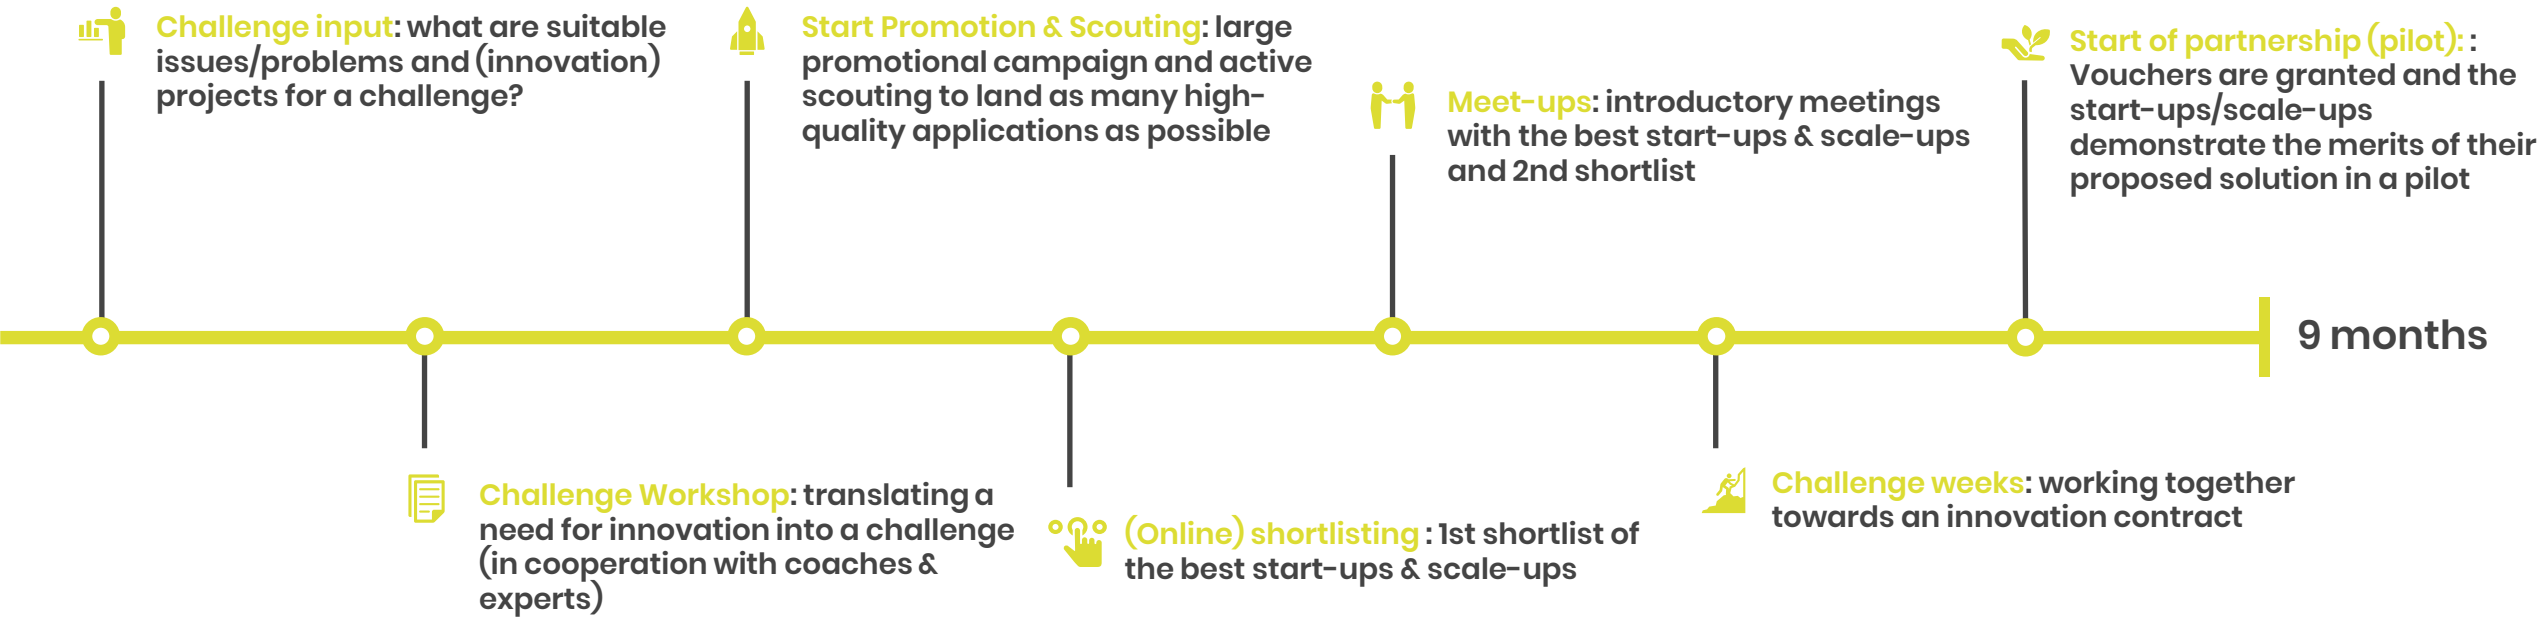 Challenge input: what are suitable
issues/problems and (innovation)
projects for a challenge?
Challenge Workshop: translating a
need for innovation into a challenge
(in cooperation with coaches &
experts)
Start Promotion & Scouting: large
promotional campaign and active
scouting to land as many high-
quality applications as possible
(Online) shortlisting : 1st shortlist of
the best start-ups & scale-ups
Meet-ups: introductory meetings
with the best start-ups & scale-ups
and 2nd shortlist
Challenge weeks: working together
towards an innovation contract
Start of partnership (pilot): :
Vouchers are granted and the
start-ups/scale-ups
demonstrate the merits of their
proposed solution in a pilot
9 months